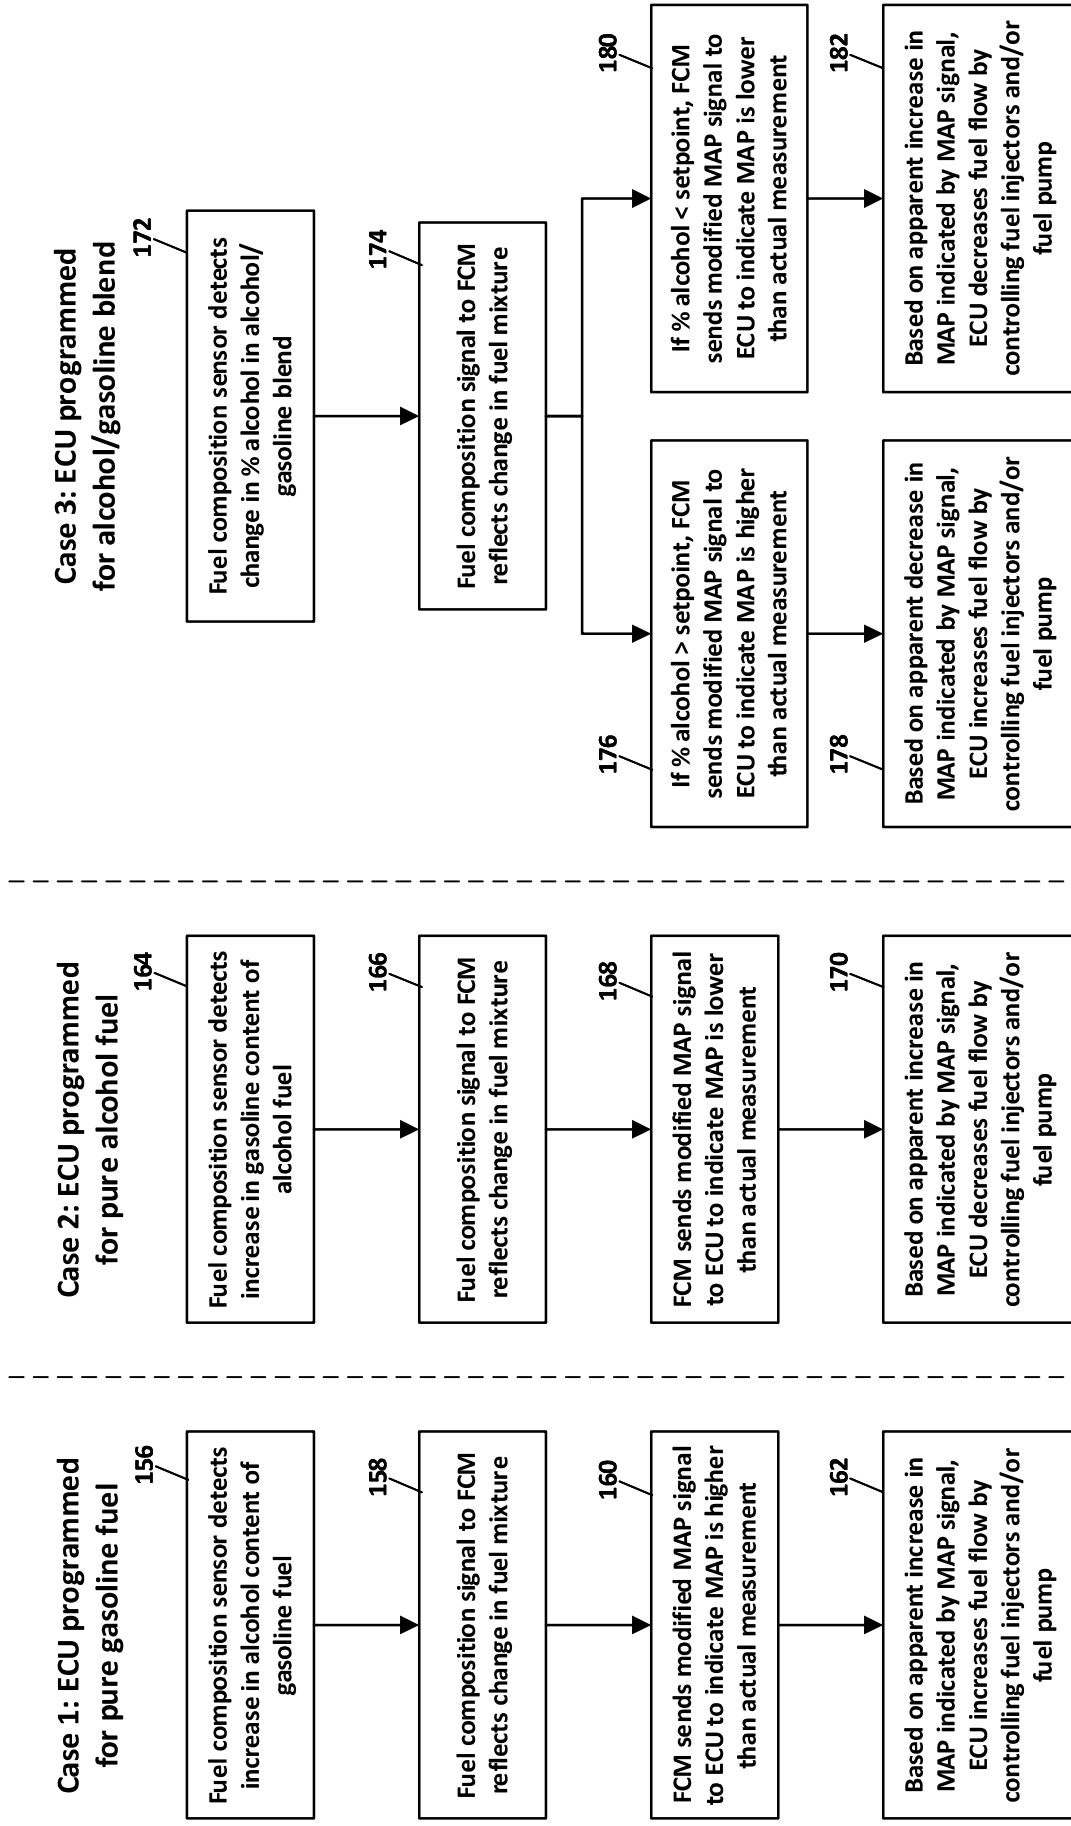 Case 1: ECU programmed
for pure gasoline fuel
156
Fuel composition sensor detects
increase in alcohol content of
gasoline fuel
158
Fuel composition signal to FCM
reflects change in fuel mixture
160
FCM sends modified MAP signal
to ECU to indicate MAP is higher
than actual measurement
162
Based on apparent increase in
MAP indicated by MAP signal,
ECU increases fuel flow by
controlling fuel injectors and/or
fuel pump
Case 2: ECU programmed
for pure alcohol fuel
164
Fuel composition sensor detects
increase in gasoline content of
alcohol fuel
166
Fuel composition signal to FCM
reflects change in fuel mixture
168
FCM sends modified MAP signal
to ECU to indicate MAP is lower
than actual measurement
170
Based on apparent increase in
MAP indicated by MAP signal,
ECU decreases fuel flow by
controlling fuel injectors and/or
fuel pump
Case 3: ECU programmed
for alcohol/gasoline blend
172
Fuel composition sensor detects
change in % alcohol in alcohol/
gasoline blend
174
Fuel composition signal to FCM
reflects change in fuel mixture
176
If % alcohol > setpoint, FCM
sends modified MAP signal to
ECU to indicate MAP is higher
than actual measurement
178
Based on apparent decrease in
MAP indicated by MAP signal,
ECU increases fuel flow by
controlling fuel injectors and/or
fuel pump
180
If % alcohol < setpoint, FCM
sends modified MAP signal to
ECU to indicate MAP is lower
than actual measurement
182
Based on apparent increase in
MAP indicated by MAP signal,
ECU decreases fuel flow by
controlling fuel injectors and/or
fuel pump